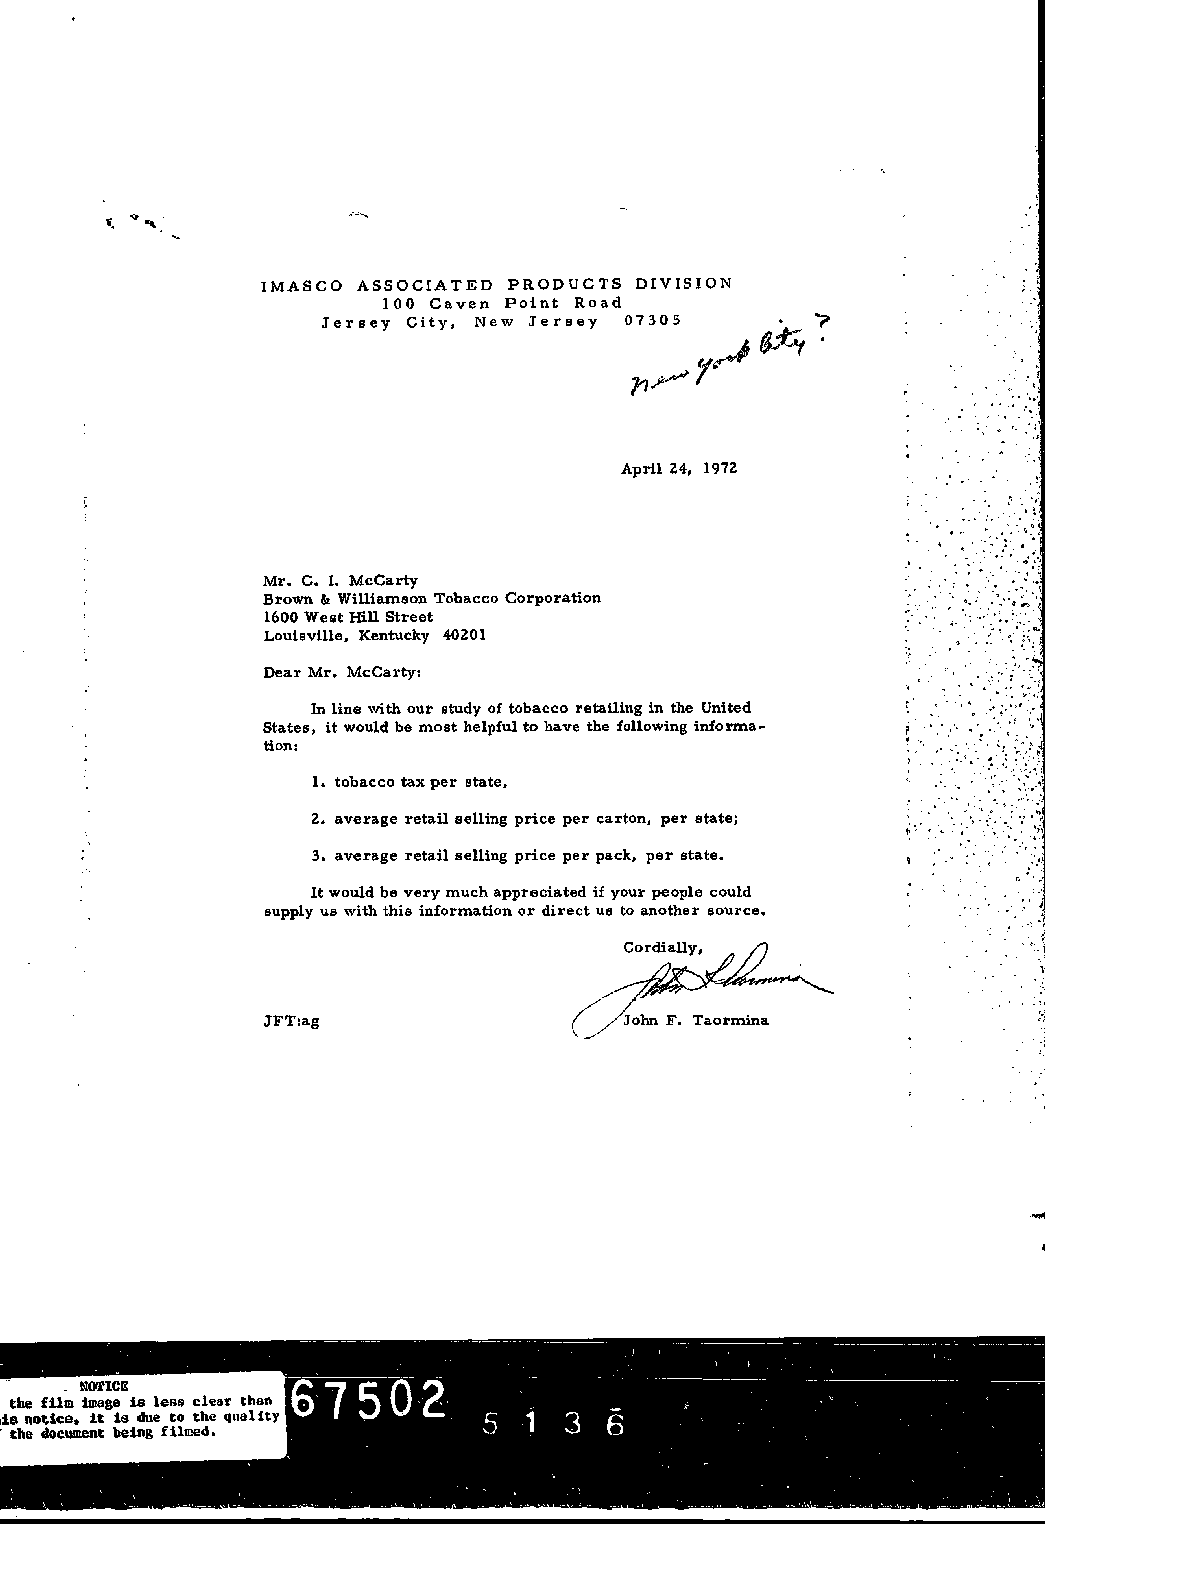 IMASCO ASSOCIATED PRODUCTS DIVISION
100 Caven Point Road
Jersey City, New Jersey 07305
New York City?
April 24, 1972
Mr. C. I. McCarty
Brown & Williamson Tobacco Corporation
1600 West Hill Street
Louisville, Kentucky 40201
Dear Mr. McCarty:
In line with our study of tobacco retailing in the United
States, it would be most helpful to have the following informa-
tion:
1. tobacco tax per state,
2. average retail selling price per carton, per state;
3. average retail selling price per pack, per state.
It would be very much appreciated if your people could
supply us with this information or direct us to another source.
Cordially,
John F. Taormina
JFT:ag
John F. Taormina
NOTICE
the film image is less clear than
is notice, it is due to the quality
the document being filmed.
67502
5136